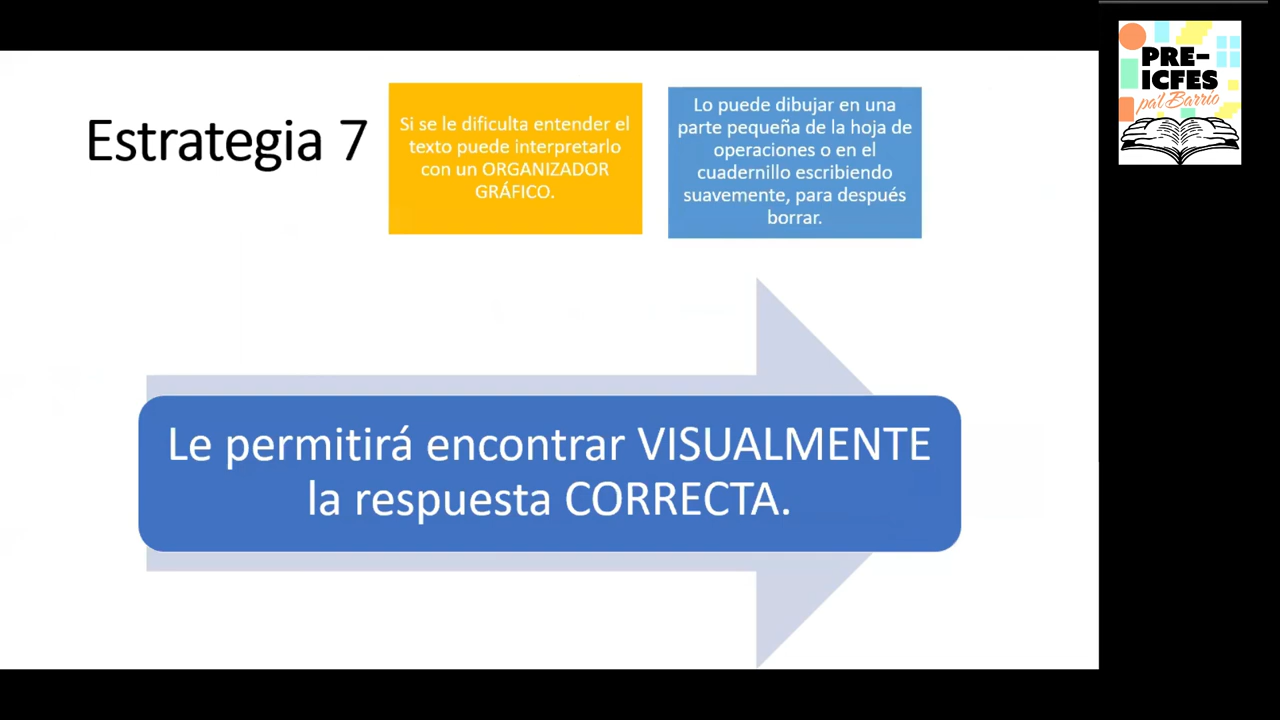 Estrategia 7
Si se le dificulta entender el
texto puede interpretarlo
con un ORGANIZADOR
GRÁFICO.
Lo puede dibujar en una
parte pequeña de la hoja de
operaciones o en el
cuadernillo escribiendo
suavemente, para después
borrar.
Le permitirá encontrar VISUALMENTE
la respuesta CORRECTA.
PRE-
ICFES
pa'l Barrio